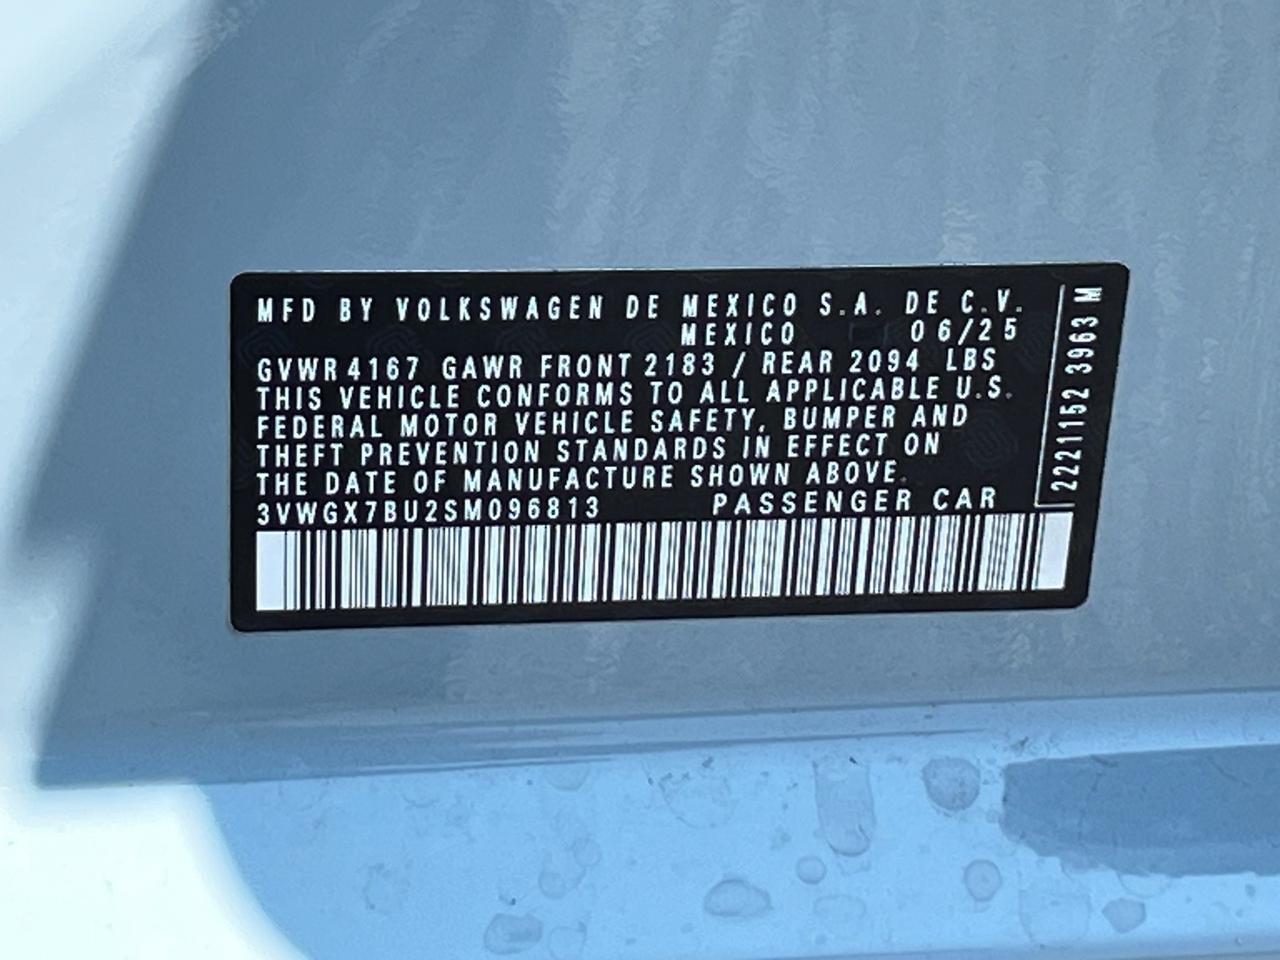 MFD BY VOLKSWAGEN DE MEXICO S.A. DE C.V.
MEXICO 06/25
GVWR 4167 GAWR FRONT 2183 / REAR 2094 LBS
THIS VEHICLE CONFORMS TO ALL APPLICABLE U.S.
FEDERAL MOTOR VEHICLE SAFETY, BUMPER AND
THEFT PREVENTION STANDARDS IN EFFECT ON
THE DATE OF MANUFACTURE SHOWN ABOVE.
3VWGX7BU2SM096813 PASSENGER CAR
2221152 3963 M